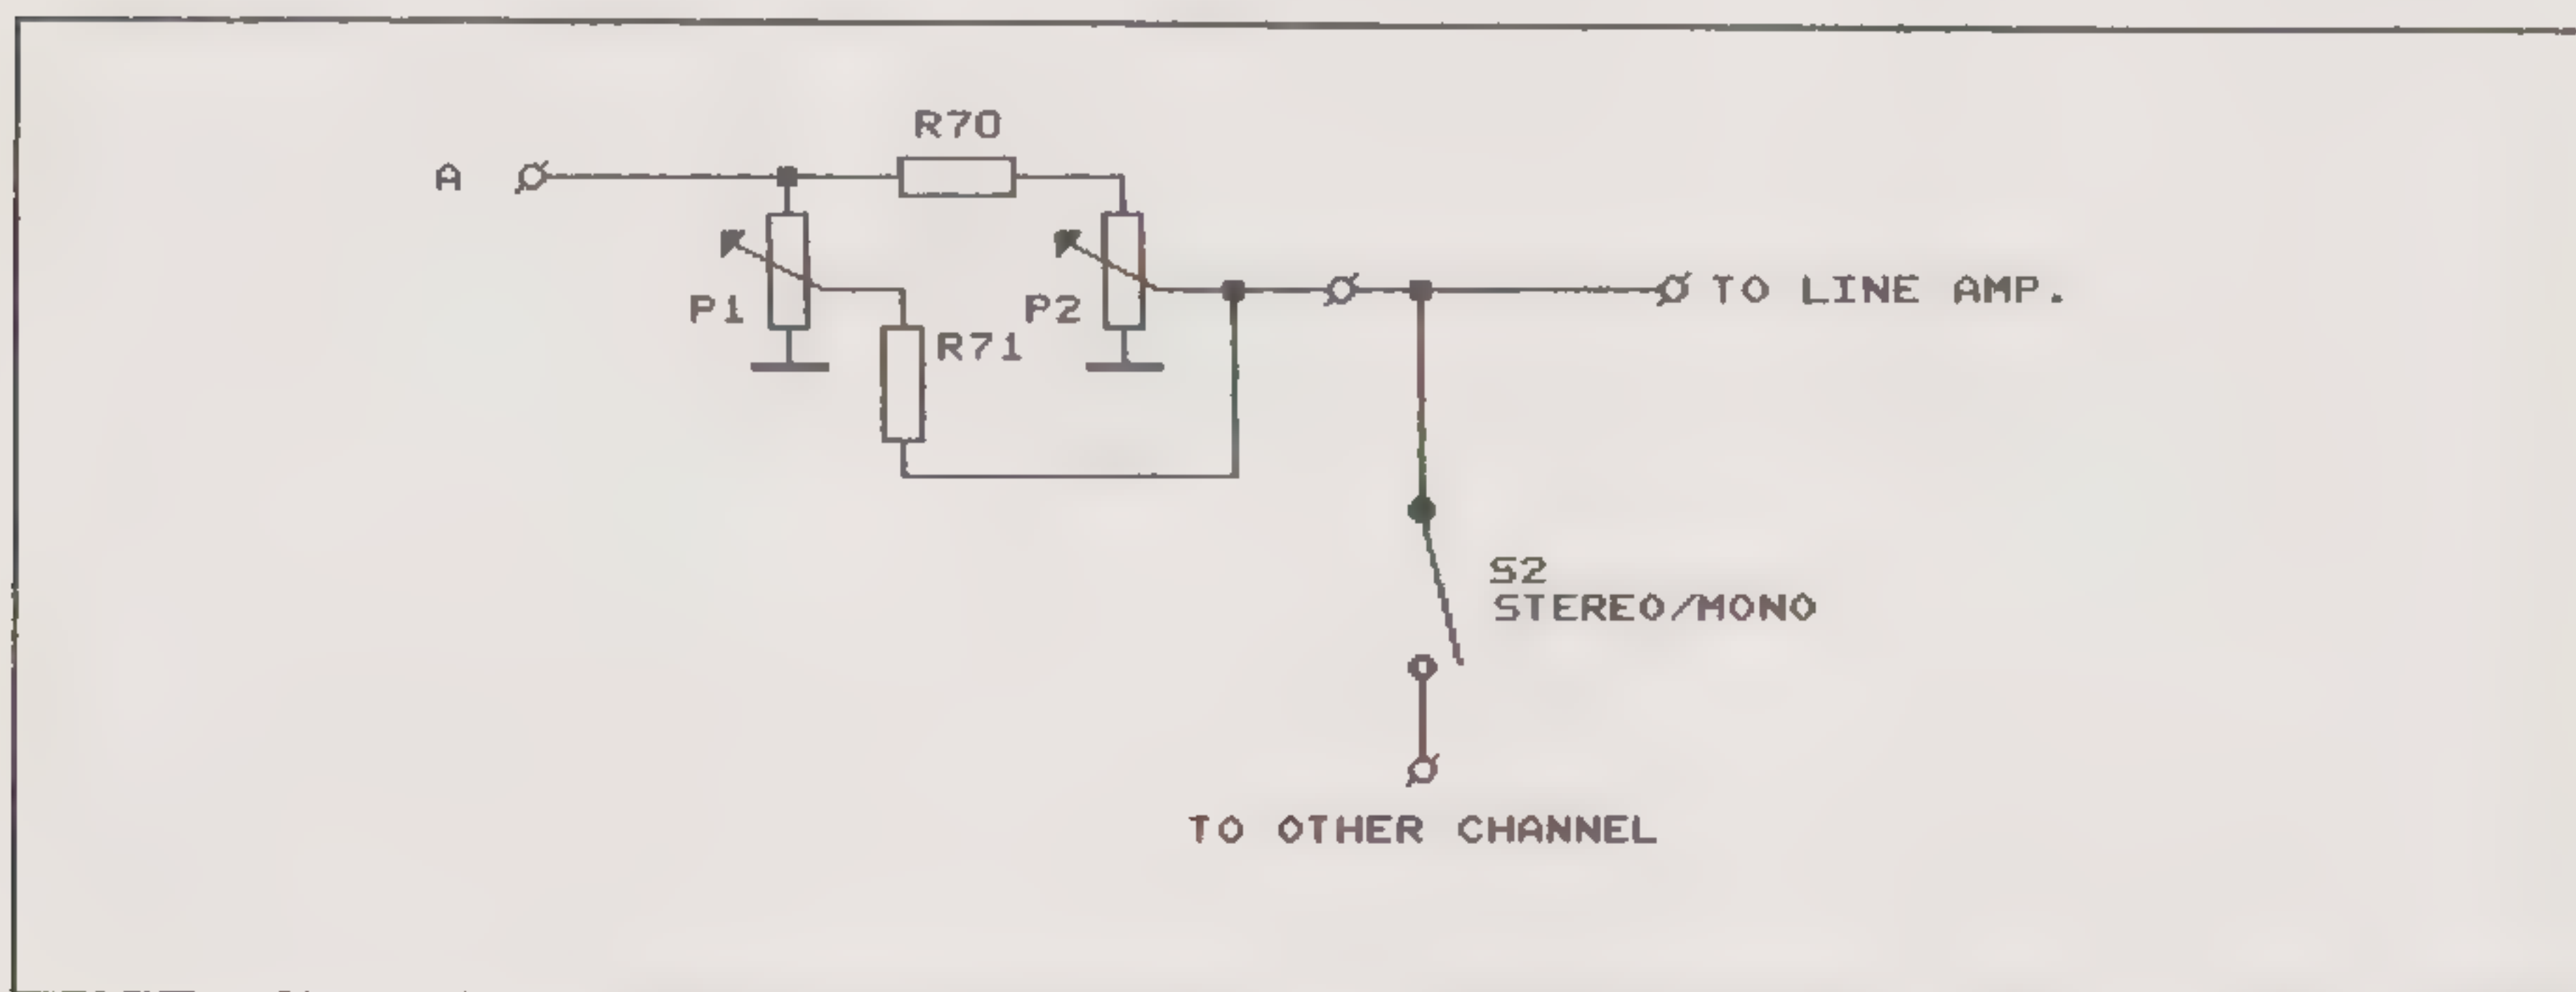 R70
A
P1
P2
TO LINE AMP.
R71
S2
STEREO/MONO
TO OTHER CHANNEL